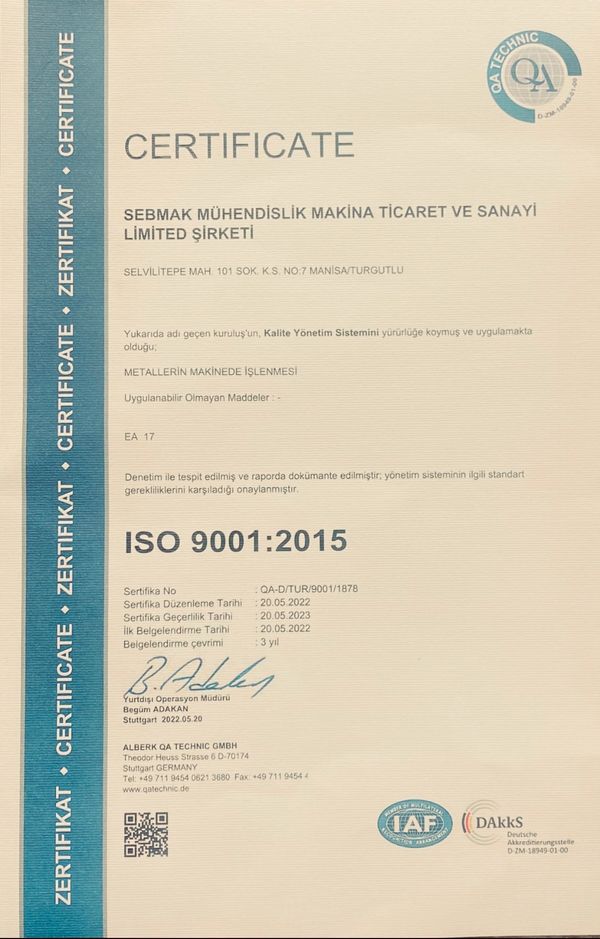 QA TECHNIC
QA
D-ZM-18949-01-00
CERTIFICATE
SEBMAK MÜHENDİSLİK MAKİNA TİCARET VE SANAYİ
LİMİTED ŞİRKETİ
SELVİLİTEPE MAH. 101 SOK. K.S. NO:7 MANİSA/TURGUTLU
Yukarıda adı geçen kuruluş'un, Kalite Yönetim Sistemini yürürlüğe koymuş ve uygulamakta
olduğu;
METALLERİN MAKİNEDE İŞLENMESİ
Uygulanabilir Olmayan Maddeler : -
EA 17
Denetim ile tespit edilmiş ve raporda dokümante edilmiştir; yönetim sisteminin ilgili standart
gerekliliklerini karşıladığı onaylanmıştır.
ISO 9001:2015
Sertifika No : QA-D/TUR/9001/1878
Sertifika Düzenleme Tarihi : 20.05.2022
Sertifika Geçerlilik Tarihi : 20.05.2023
İlk Belgelendirme Tarihi : 20.05.2022
Belgelendirme çevrimi : 3 yıl
B. Adakan
Yurtdışı Operasyon Müdürü
Begüm ADAKAN
Stuttgart 2022.05.20
ALBERK QA TECHNIC GMBH
Theodor Heuss Strasse 6 D-70174
Stuttgart GERMANY
Tel: +49 711 9454 0621 3680 Fax: +49 711 9454 4
www.qatechnic.de
MEMBER OF MULTILATERAL
IAF
RECOGNITION ARRANGEMENT
DAkkS
Deutsche
Akkreditierungsstelle
D-ZM-18949-01-00
ZERTIFIKAT ♦ CERTIFICATE ♦ ZERTIFIKAT ♦ CERTIFICATE ♦ ZERTIFIKAT ♦ CERTIFICATE